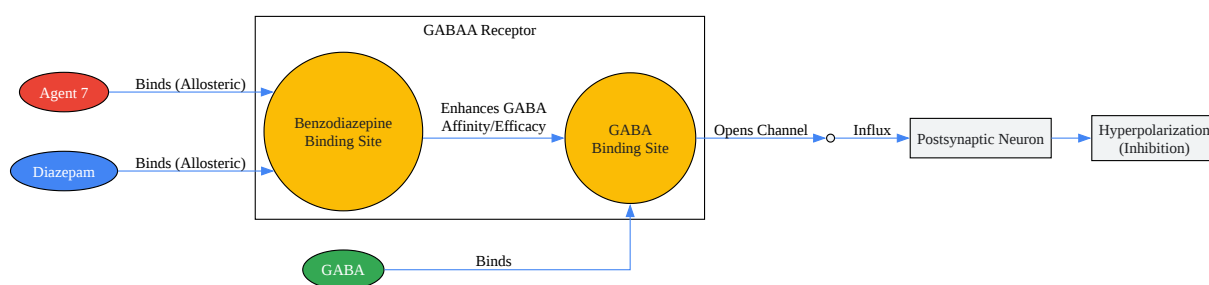 GABAA Receptor
Agent 7
Binds (Allosteric)
Benzodiazepine
Binding Site
Enhances GABA
Affinity/Efficacy
GABA
Binding Site
Opens Channel
Influx
Postsynaptic Neuron
Hyperpolarization
(Inhibition)
Diazepam
Binds (Allosteric)
GABA
Binds